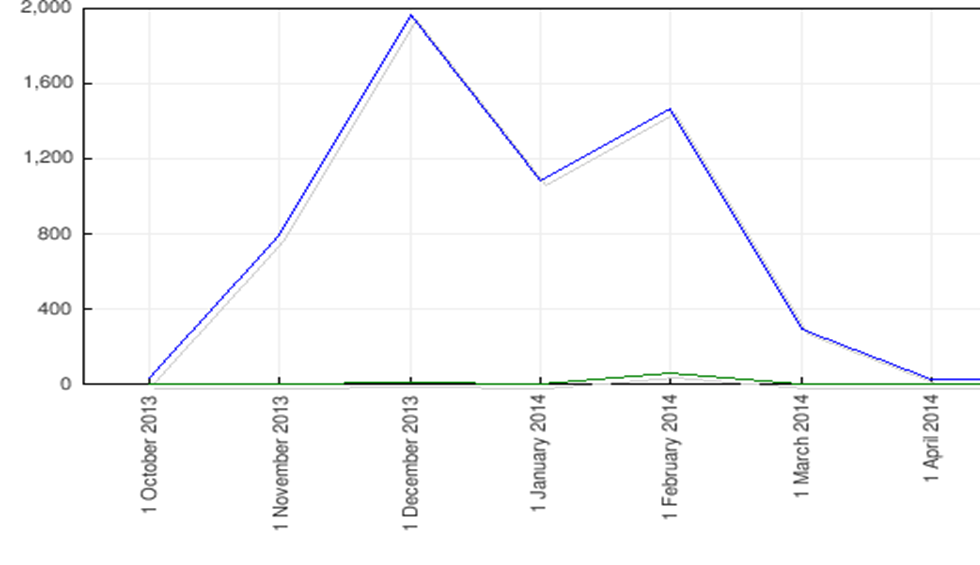 2,000
1,600
1,200
800
400
0
1 October 2013
1 November 2013
1 December 2013
1 January 2014
1 February 2014
1 March 2014
1 April 2014